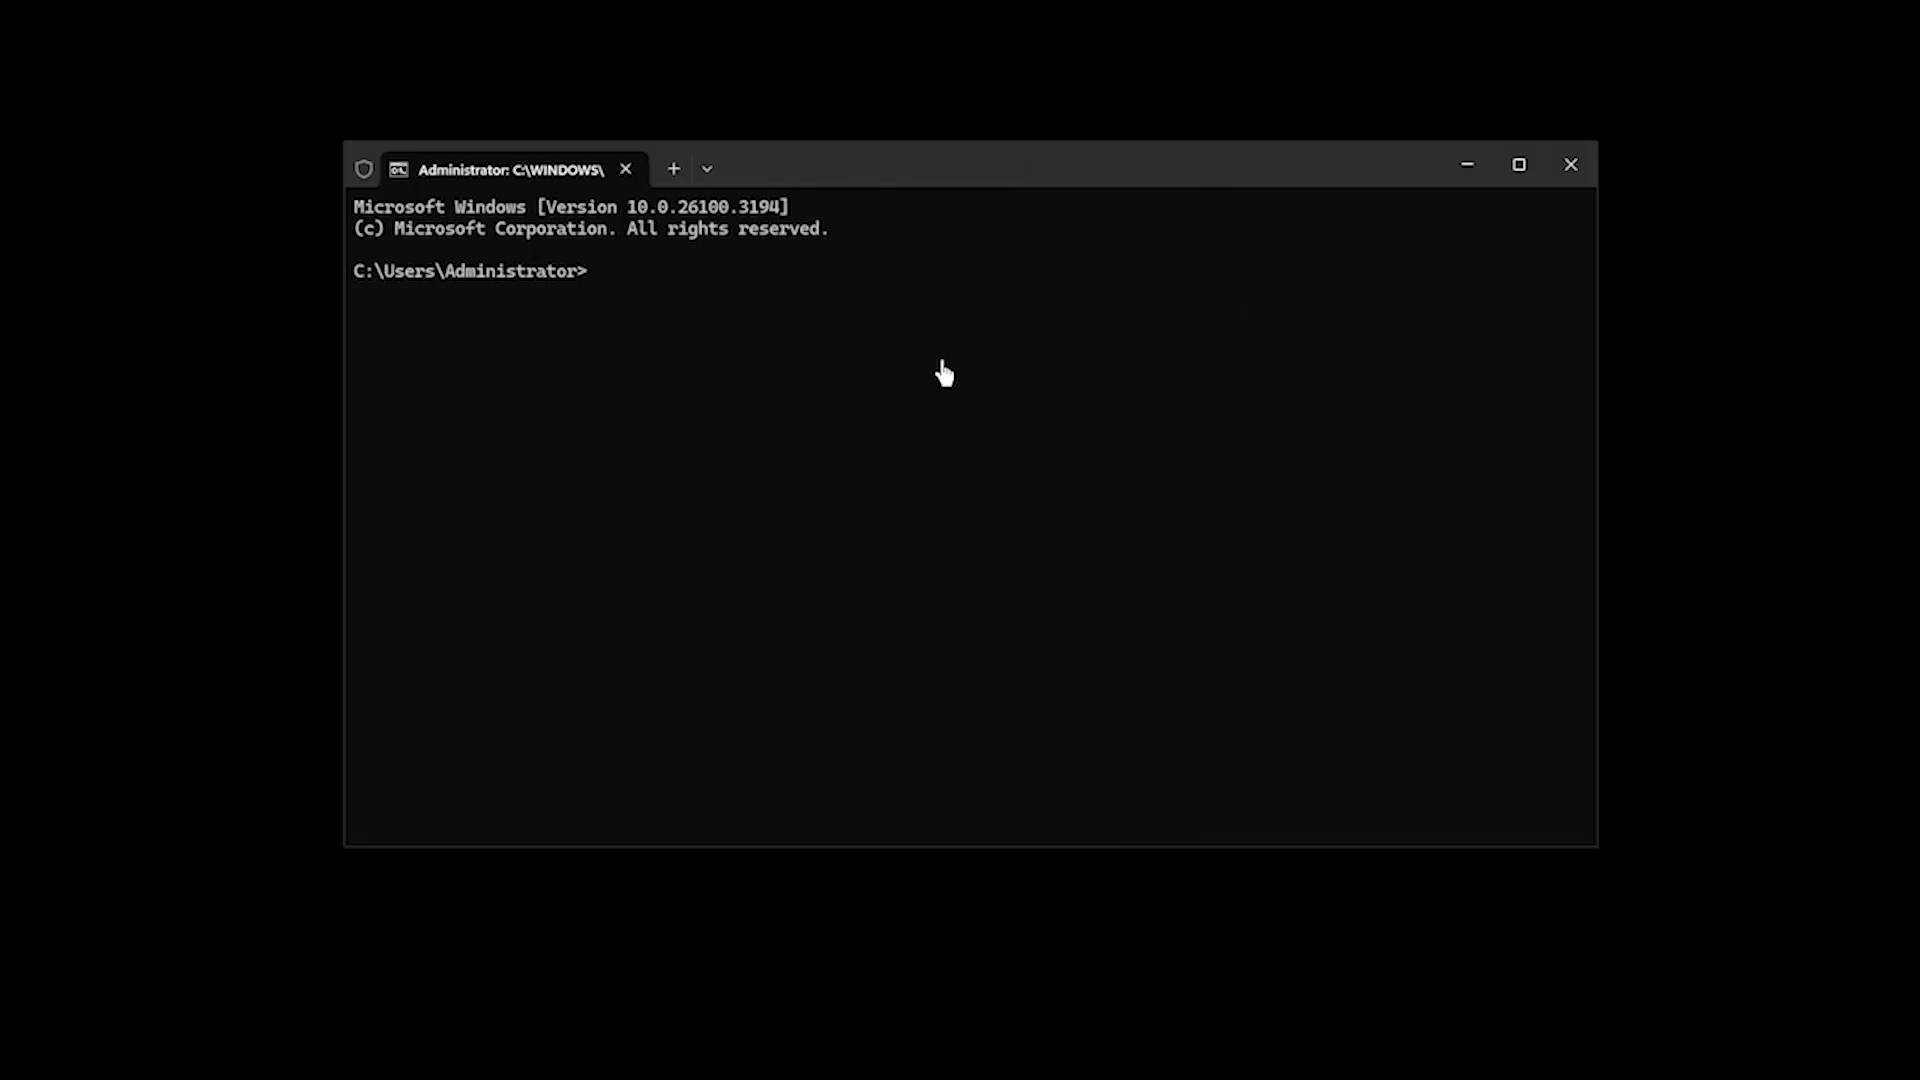 Administrator: C:\WINDOWS\
Microsoft Windows [Version 10.0.26100.3194]
(c) Microsoft Corporation. All rights reserved.
C:\Users\Administrator>